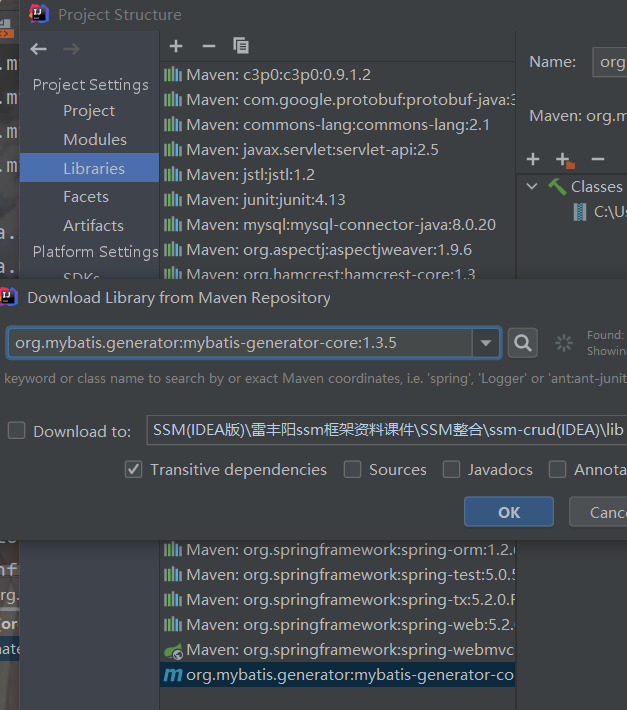 Project Structure
Project Settings
Project
Modules
Libraries
Facets
Artifacts
Platform Settings
SDKs
Maven: c3p0:c3p0:0.9.1.2
Maven: com.google.protobuf:protobuf-java:3
Maven: commons-lang:commons-lang:2.1
Maven: javax.servlet:servlet-api:2.5
Maven: jstl:jstl:1.2
Maven: junit:junit:4.13
Maven: mysql:mysql-connector-java:8.0.20
Maven: org.aspectj:aspectjweaver:1.9.6
Maven: org.hamcrest:hamcrest-core:1.3
Name: org
Maven: org.m
Classes
C:\Us
Download Library from Maven Repository
org.mybatis.generator:mybatis-generator-core:1.3.5
Found:
Showin
keyword or class name to search by or exact Maven coordinates, i.e. 'spring', 'Logger' or 'ant:ant-junit
Download to: SSM(IDEA版)\雷丰阳ssm框架资料课件\SSM整合\ssm-crud(IDEA)\lib
Transitive dependencies Sources Javadocs Annota
OK Cance
Maven: org.springframework:spring-orm:1.2.
Maven: org.springframework:spring-test:5.0.5
Maven: org.springframework:spring-tx:5.2.0.R
Maven: org.springframework:spring-web:5.2.
Maven: org.springframework:spring-webmvc
org.mybatis.generator:mybatis-generator-co